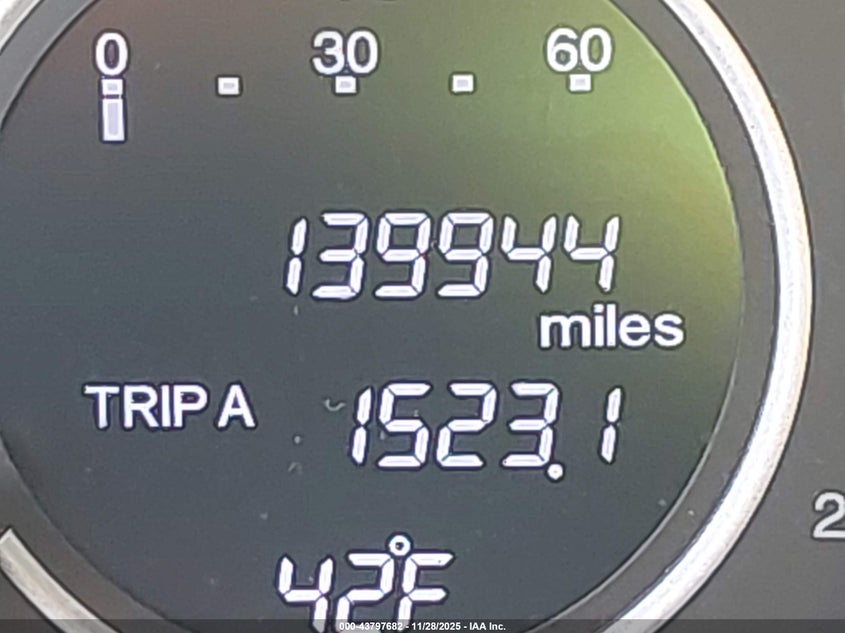 0 30 60
139944
miles
TRIP A 1523.1
2
42°F
000-43797682 - 11/28/2025 - IAA Inc.